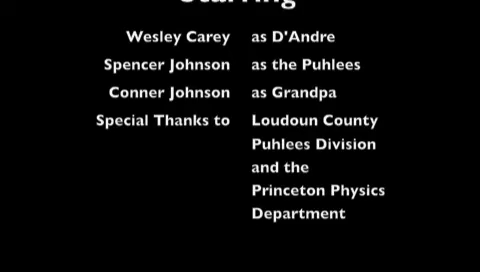 Starring
Wesley Carey as D'Andre
Spencer Johnson as the Puhlees
Conner Johnson as Grandpa
Special Thanks to Loudoun County
Puhlees Division
and the
Princeton Physics
Department